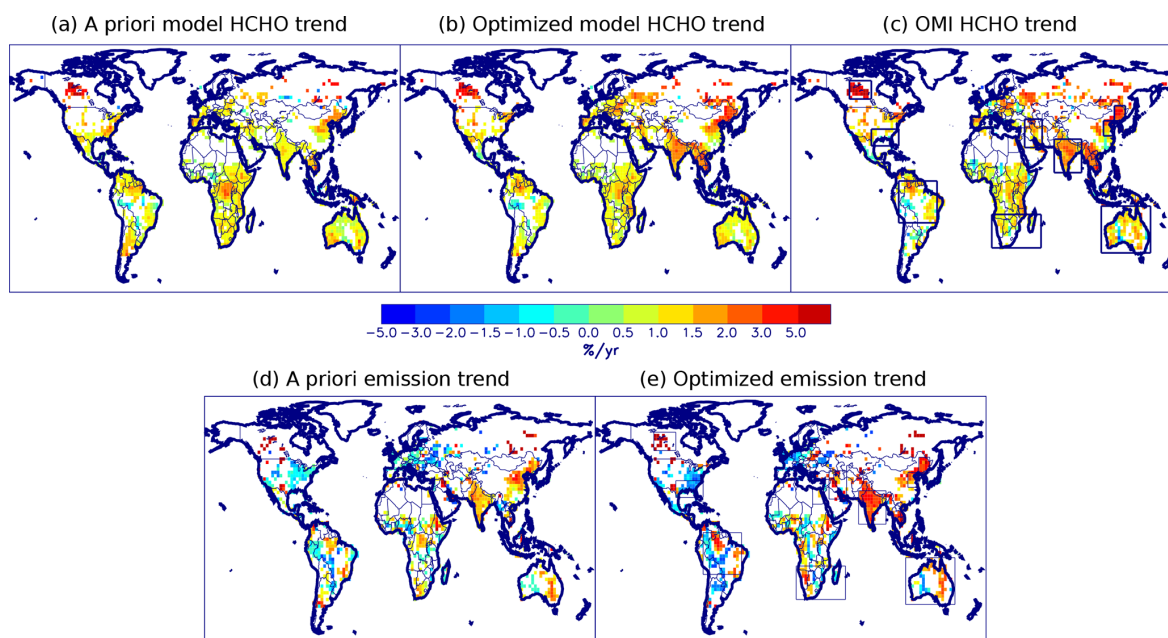 (a) A priori model HCHO trend (b) Optimized model HCHO trend (c) OMI HCHO trend
−5.0 −3.0 −2.0 −1.5 −1.0 −0.5 0.0 0.5 1.0 1.5 2.0 3.0 5.0
%/yr
(d) A priori emission trend (e) Optimized emission trend